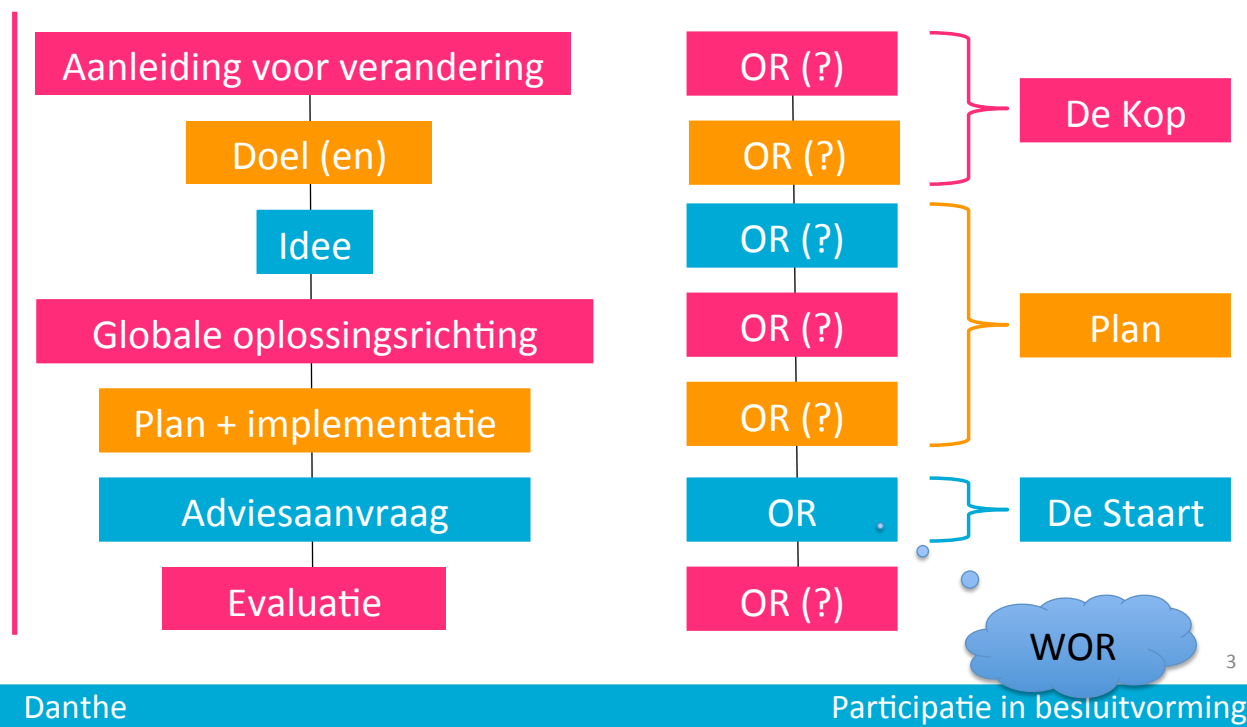 Aanleiding voor verandering
OR (?)
De Kop
Doel (en)
OR (?)
Idee
OR (?)
Globale oplossingsrichting
OR (?)
Plan
Plan + implementatie
OR (?)
Adviesaanvraag
OR
De Staart
Evaluatie
OR (?)
WOR
3
Danthe
Participatie in besluitvorming